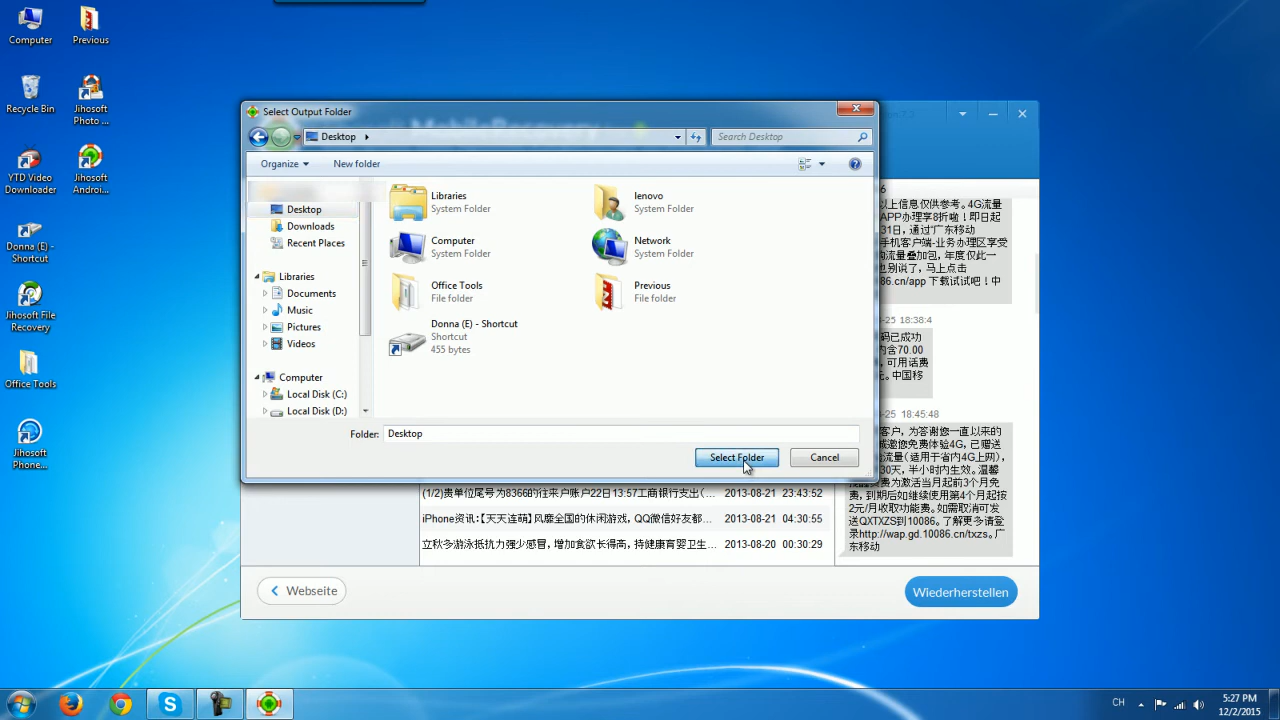 Computer
Previous
Recycle Bin
Jihosoft
Photo ...
YTD Video
Downloader
Jihosoft
Androi...
Donna (E) -
Shortcut
Jihosoft File
Recovery
Office Tools
Jihosoft
Phone...
Select Output Folder
Desktop
Search Desktop
Organize
New folder
Desktop
Downloads
Recent Places
Libraries
Documents
Music
Pictures
Videos
Computer
Local Disk (C:)
Local Disk (D:)
Libraries
System Folder
lenovo
System Folder
Computer
System Folder
Network
System Folder
Office Tools
File folder
Previous
File folder
Donna (E) - Shortcut
Shortcut
455 bytes
Folder:
Desktop
Select Folder
Cancel
以上信息仅供参考。4G流量
APP办理享8折啦！即日起
31日，通过“广东移动
手机客户端-业务办理区享受
流量叠加包，年度仅此一
也别说了，马上点击
86.cn/app 下载试试吧！中
-25 18:38:4
码已成功
内含70.00
，可用话费
元。中国移
-25 18:45:48
客户，为答谢您一直以来的
诚邀您免费体验4G，已赠送
流量（适用于省内4G上网），
30天，半小时内生效。温馨
费为激活当月起前3个月免
费，到期后如继续使用第4个月起按
2元/月收取功能费。如需取消可发
送QXTXZS到10086。了解更多请登
录http://wap.gd.10086.cn/txzs。广
东移动
(1/2)贵单位尾号为8366的往来户账户22日13:57工商银行支出（... 2013-08-21 23:43:52
iPhone资讯：【天天连萌】风靡全国的休闲游戏，QQ微信好友都... 2013-08-21 04:30:55
立秋多游泳抵抗力强少感冒，增加食欲长得高，持健康育婴卫生... 2013-08-20 00:30:29
Webseite
Wiederherstellen
CH
5:27 PM
12/2/2015